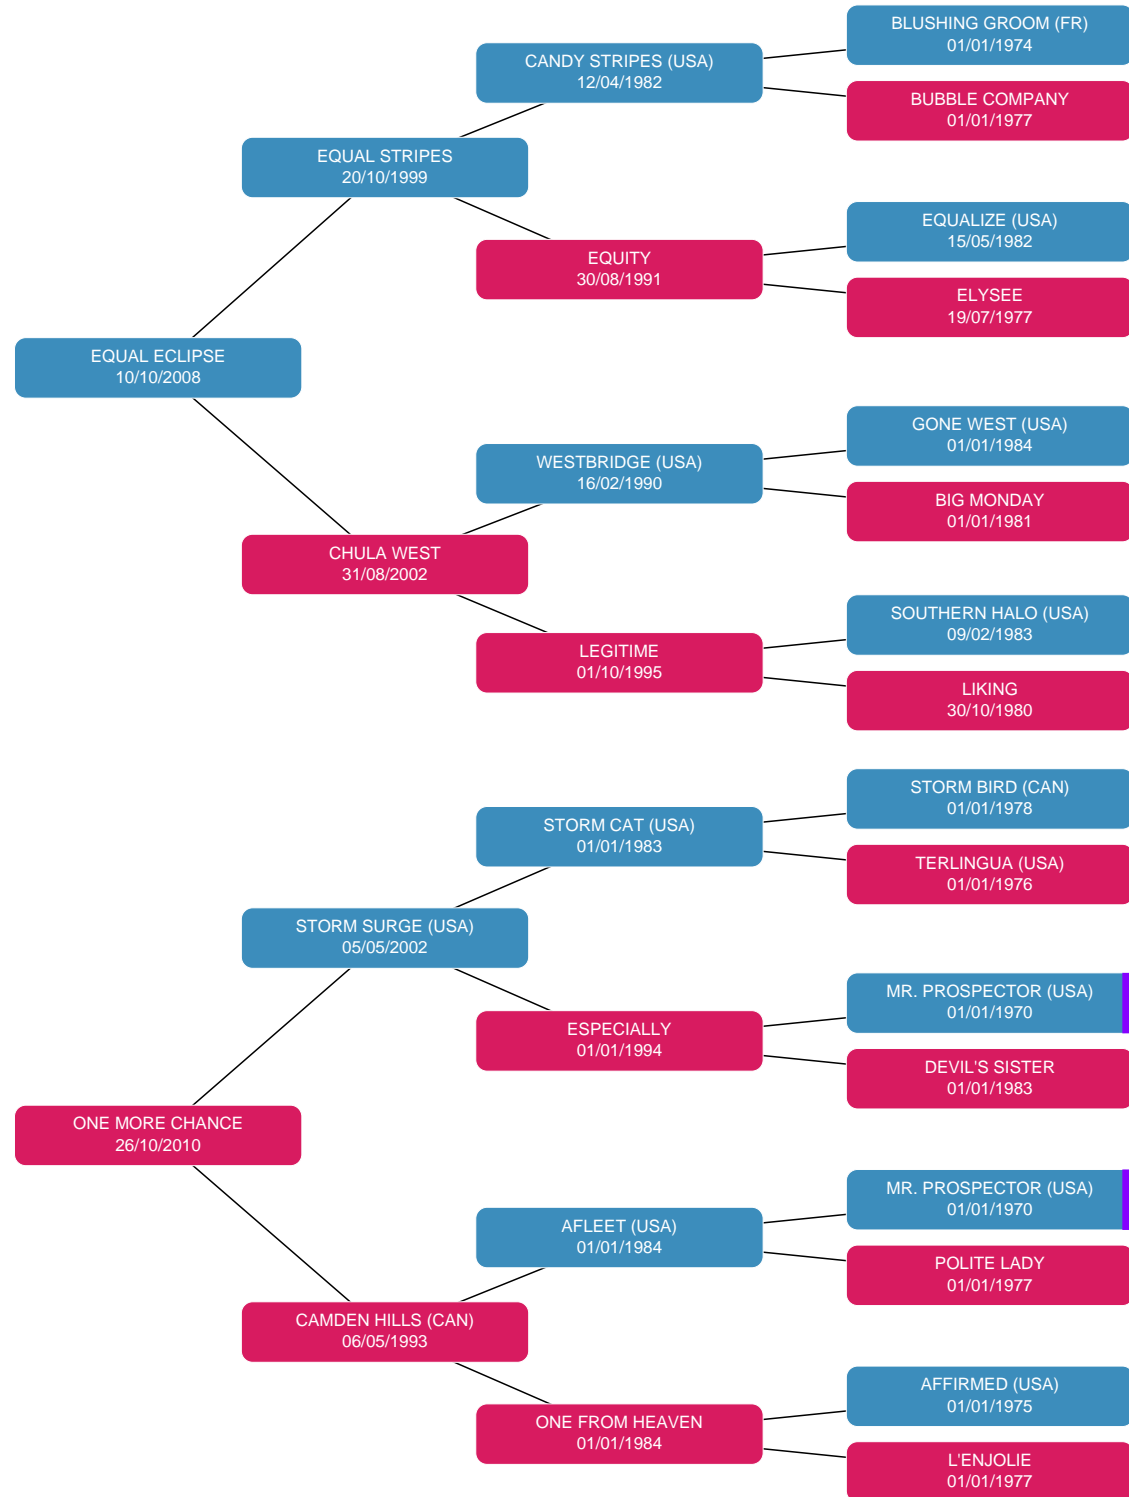 BLUSHING GROOM (FR)
01/01/1974
CANDY STRIPES (USA)
12/04/1982
BUBBLE COMPANY
01/01/1977
EQUAL STRIPES
20/10/1999
EQUALIZE (USA)
15/05/1982
EQUITY
30/08/1991
ELYSEE
19/07/1977
EQUAL ECLIPSE
10/10/2008
GONE WEST (USA)
01/01/1984
WESTBRIDGE (USA)
16/02/1990
BIG MONDAY
01/01/1981
CHULA WEST
31/08/2002
SOUTHERN HALO (USA)
09/02/1983
LEGITIME
01/10/1995
LIKING
30/10/1980
STORM BIRD (CAN)
01/01/1978
STORM CAT (USA)
01/01/1983
TERLINGUA (USA)
01/01/1976
STORM SURGE (USA)
05/05/2002
MR. PROSPECTOR (USA)
01/01/1970
ESPECIALLY
01/01/1994
DEVIL'S SISTER
01/01/1983
ONE MORE CHANCE
26/10/2010
MR. PROSPECTOR (USA)
01/01/1970
AFLEET (USA)
01/01/1984
POLITE LADY
01/01/1977
CAMDEN HILLS (CAN)
06/05/1993
AFFIRMED (USA)
01/01/1975
ONE FROM HEAVEN
01/01/1984
L'ENJOLIE
01/01/1977